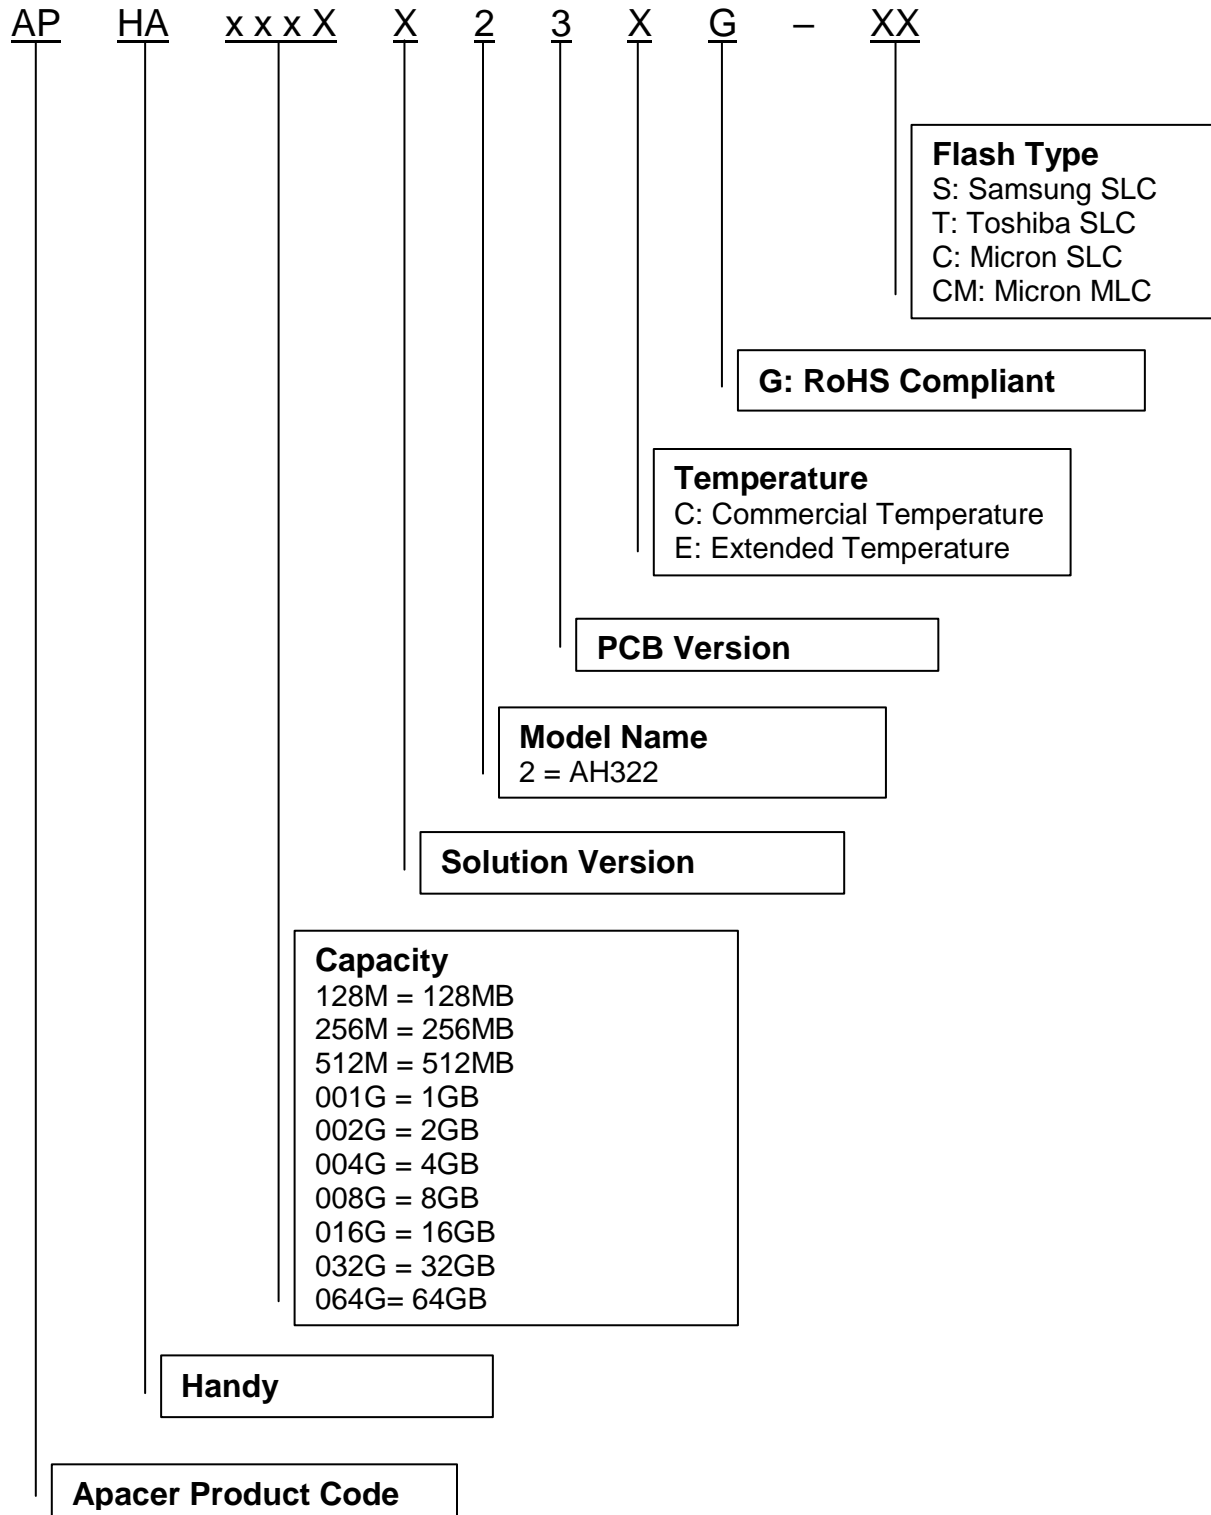 AP HA x x x X X 2 3 X G – XX
Flash Type
S: Samsung SLC
T: Toshiba SLC
C: Micron SLC
CM: Micron MLC
G: RoHS Compliant
Temperature
C: Commercial Temperature
E: Extended Temperature
PCB Version
Model Name
2 = AH322
Solution Version
Capacity
128M = 128MB
256M = 256MB
512M = 512MB
001G = 1GB
002G = 2GB
004G = 4GB
008G = 8GB
016G = 16GB
032G = 32GB
064G= 64GB
Handy
Apacer Product Code